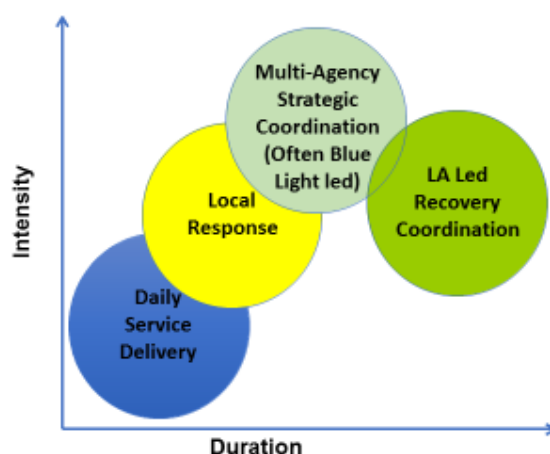 Intensity
Multi-Agency
Strategic
Coordination
(Often Blue
Light led)
LA Led
Recovery
Coordination
Local
Response
Daily
Service
Delivery
Duration